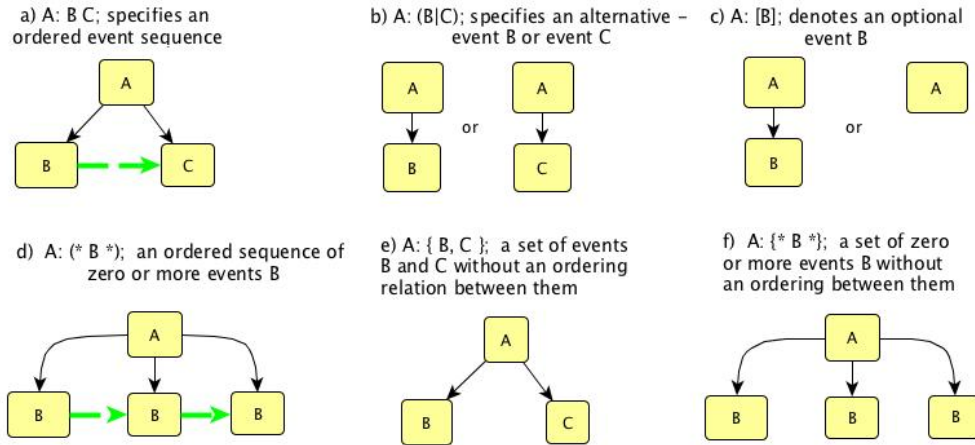 a) A: B C; specifies an
ordered event sequence
A
B
C
b) A: (B|C); specifies an alternative –
event B or event C
A
or
A
B
C
c) A: [B]; denotes an optional
event B
A
or
A
B
d) A: (* B *); an ordered sequence of
zero or more events B
A
B
B
B
e) A: { B, C }; a set of events
B and C without an ordering
relation between them
A
B
C
f) A: {* B *}; a set of zero
or more events B without
an ordering between them
A
B
B
B